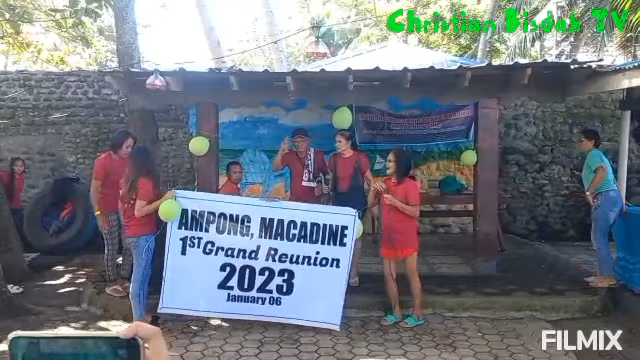 Christian Bisdak TV
AMPONG, MACADINE
1ST Grand Reunion
2023
January 06
FILMIX